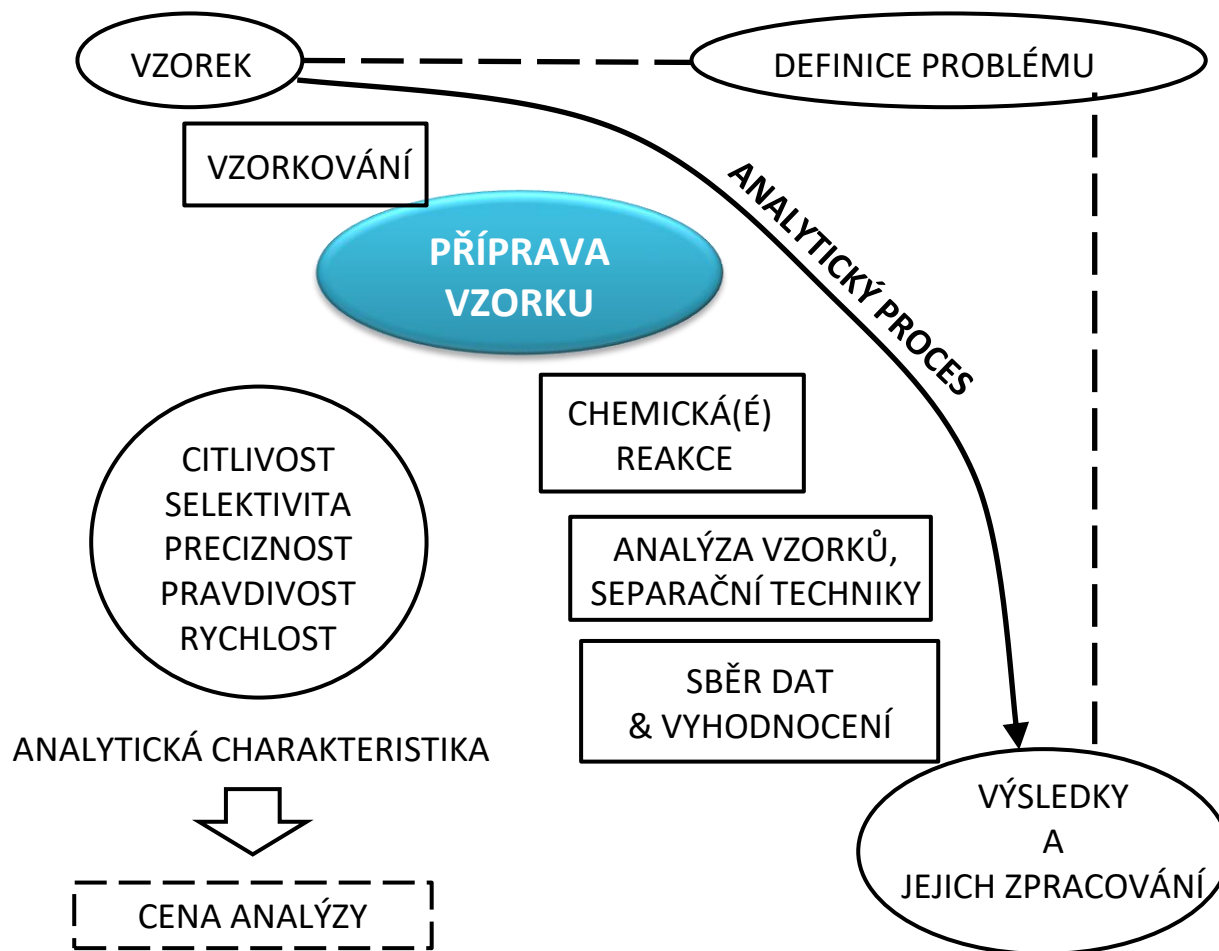 VZOREK
DEFINICE PROBLÉMU
VZORKOVÁNÍ
ANALYTICKÝ PROCES
PŘÍPRAVA
VZORKU
CHEMICKÁ(É)
REAKCE
CITLIVOST
SELEKTIVITA
PRECIZNOST
PRAVDIVOST
RYCHLOST
ANALÝZA VZORKŮ,
SEPARAČNÍ TECHNIKY
SBĚR DAT
& VYHODNOCENÍ
ANALYTICKÁ CHARAKTERISTIKA
VÝSLEDKY
A
JEJICH ZPRACOVÁNÍ
CENA ANALÝZY